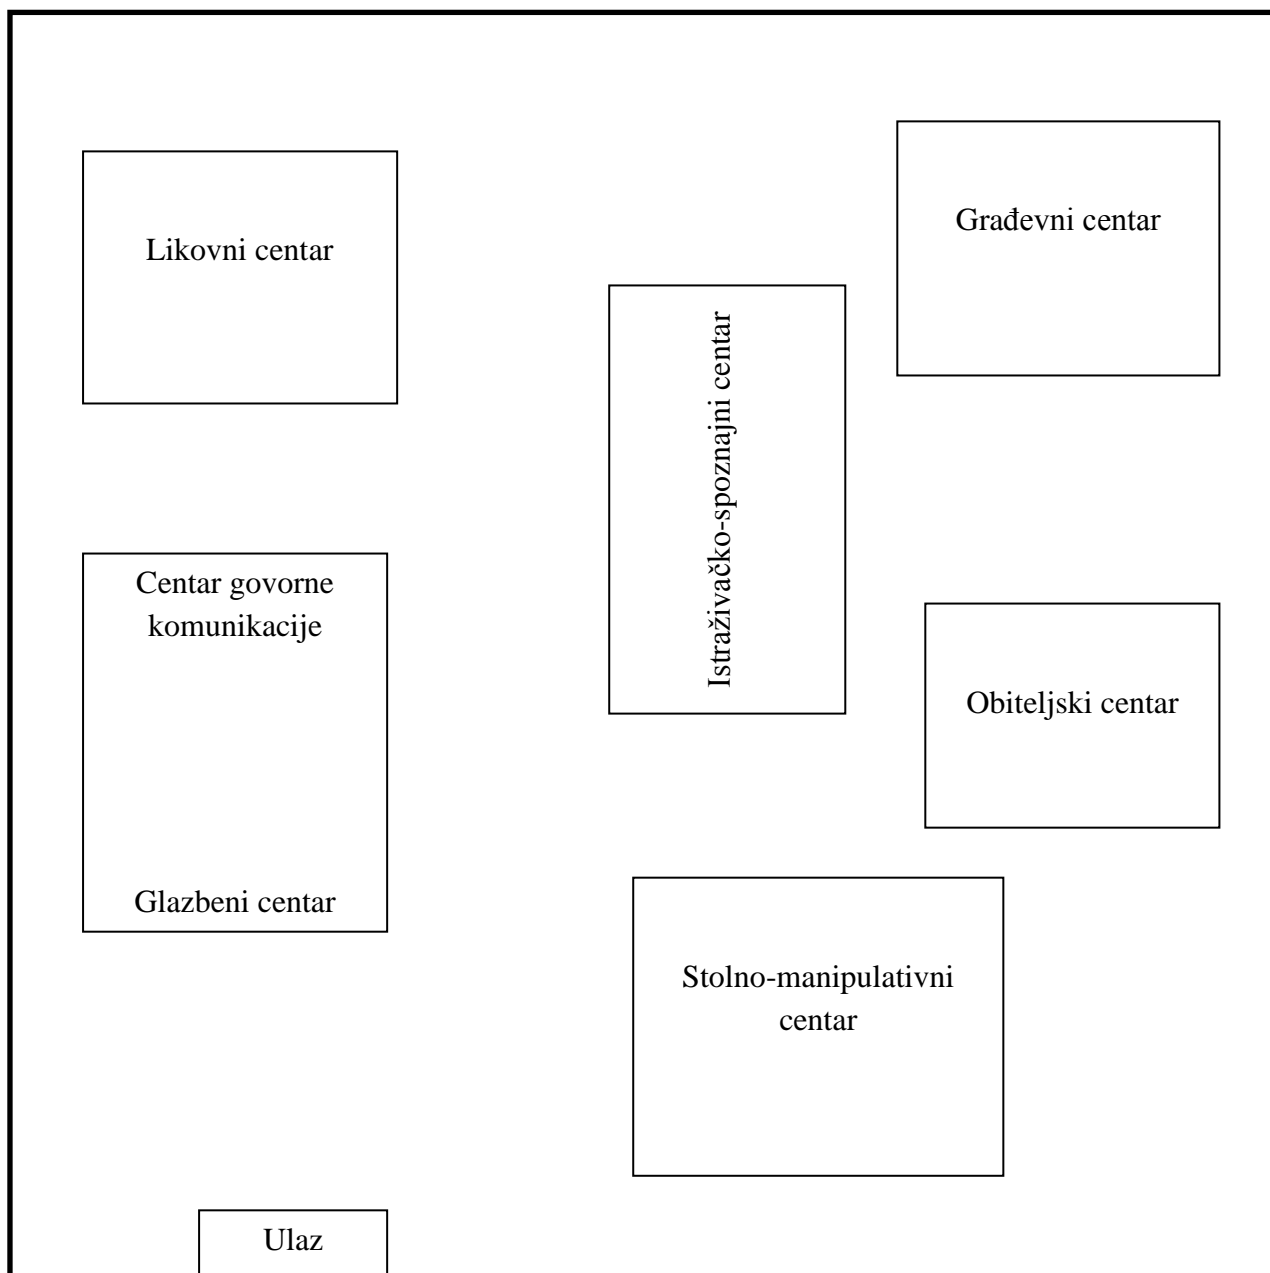 Likovni centar
Građevni centar
Istraživačko-spoznajni centar
Centar govorne
komunikacije
Glazbeni centar
Obiteljski centar
Stolno-manipulativni
centar
Ulaz